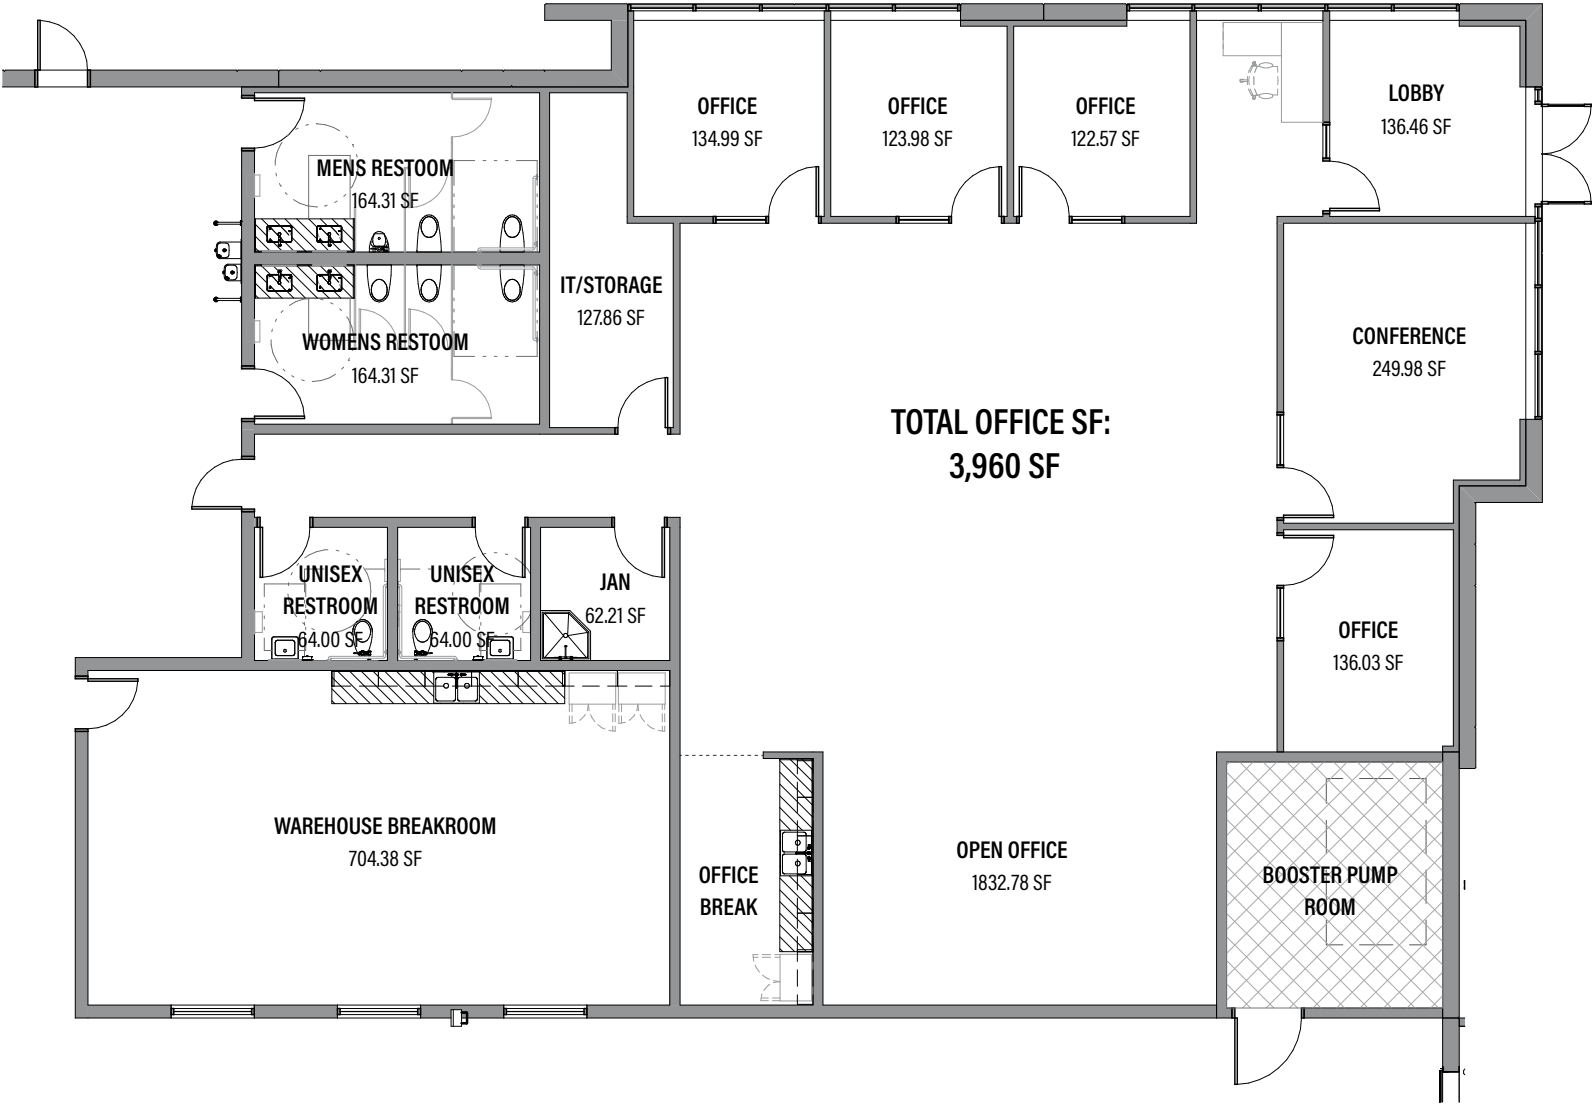 OFFICE
134.99 SF
OFFICE
123.98 SF
OFFICE
122.57 SF
LOBBY
136.46 SF
MENS RESTOOM
164.31 SF
IT/STORAGE
127.86 SF
WOMENS RESTOOM
164.31 SF
CONFERENCE
249.98 SF
TOTAL OFFICE SF:
3,960 SF
UNISEX
RESTROOM
64.00 SF
UNISEX
RESTROOM
64.00 SF
JAN
62.21 SF
OFFICE
136.03 SF
WAREHOUSE BREAKROOM
704.38 SF
OFFICE
BREAK
OPEN OFFICE
1832.78 SF
BOOSTER PUMP
ROOM